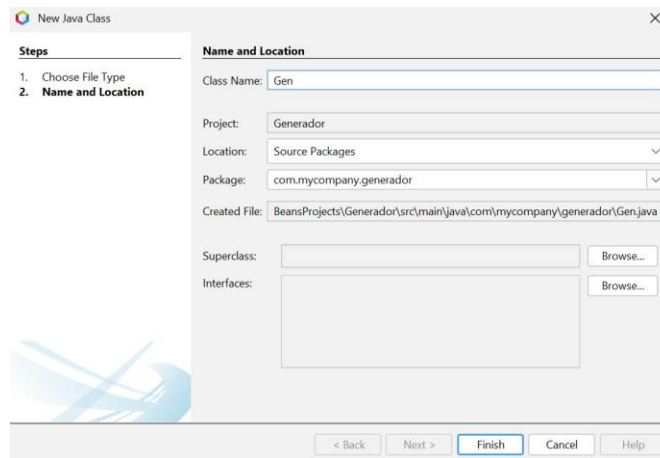 New Java Class
Steps
1. Choose File Type
2. Name and Location
Name and Location
Class Name: Gen
Project: Generador
Location: Source Packages
Package: com.mycompany.generador
Created File: BeansProjects\Generador\src\main\java\com\mycompany\generador\Gen.java
Superclass: Browse...
Interfaces: Browse...
< Back Next > Finish Cancel Help